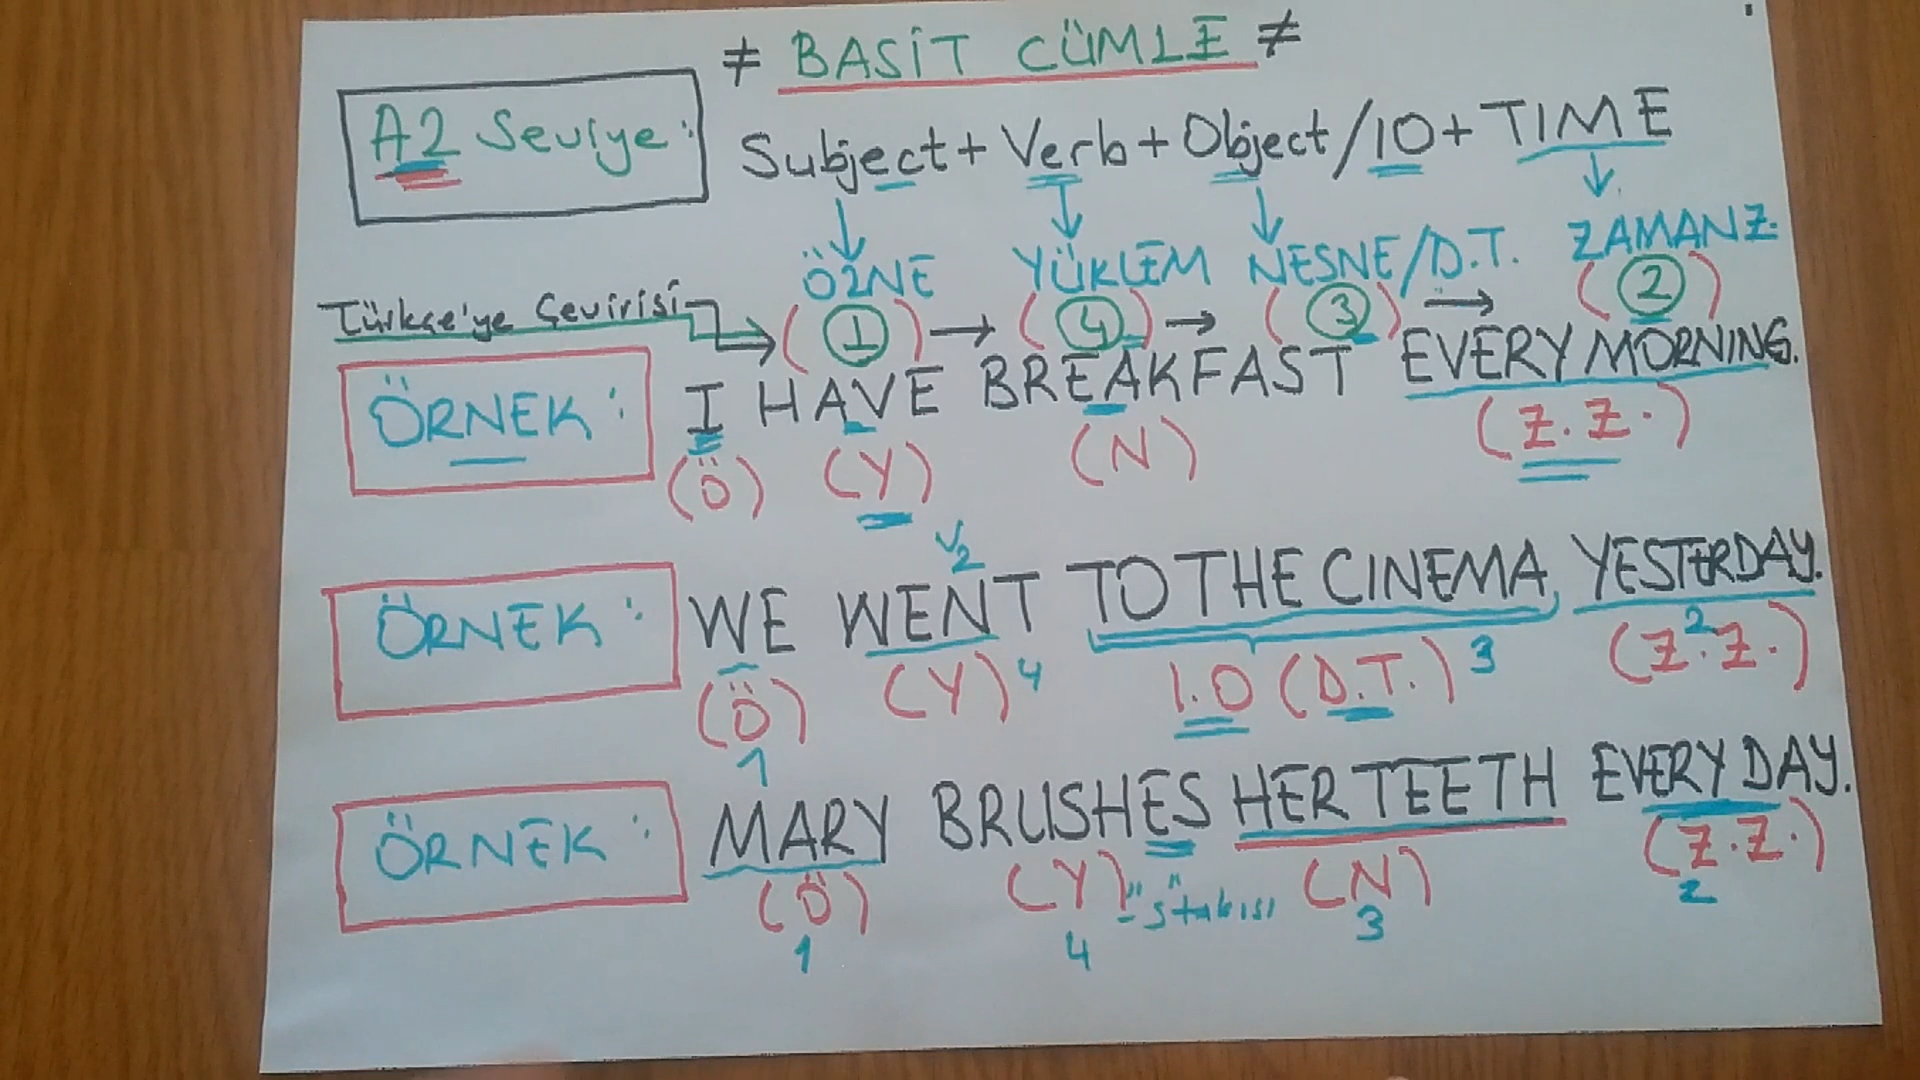 ≠ BASİT CÜMLE ≠
A2 Seviye:
Subject + Verb + Object / IO + TIME
ÖZNE YÜKLEM NESNE/D.T. ZAMAN Z.
Türkçe'ye Çevirisi (1) → (4) → (3) → (2)
ÖRNEK: I HAVE BREAKFAST EVERY MORNING.
(Ö) (Y) (N) (Z.Z.)
V2
ÖRNEK: WE WENT TO THE CINEMA YESTERDAY.
(Ö) (Y) 4 I.O (D.T.) 3 (Z.Z.) 2
1
ÖRNEK: MARY BRUSHES HER TEETH EVERY DAY.
(Ö) (Y) "-s" takısı (N) (Z.Z.)
1 4 3 2